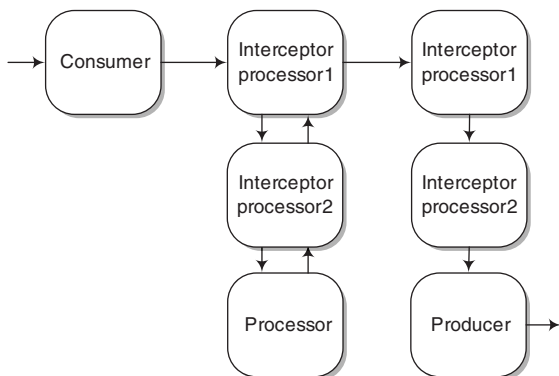 Consumer
Interceptor
processor1
Interceptor
processor1
Interceptor
processor2
Interceptor
processor2
Processor
Producer